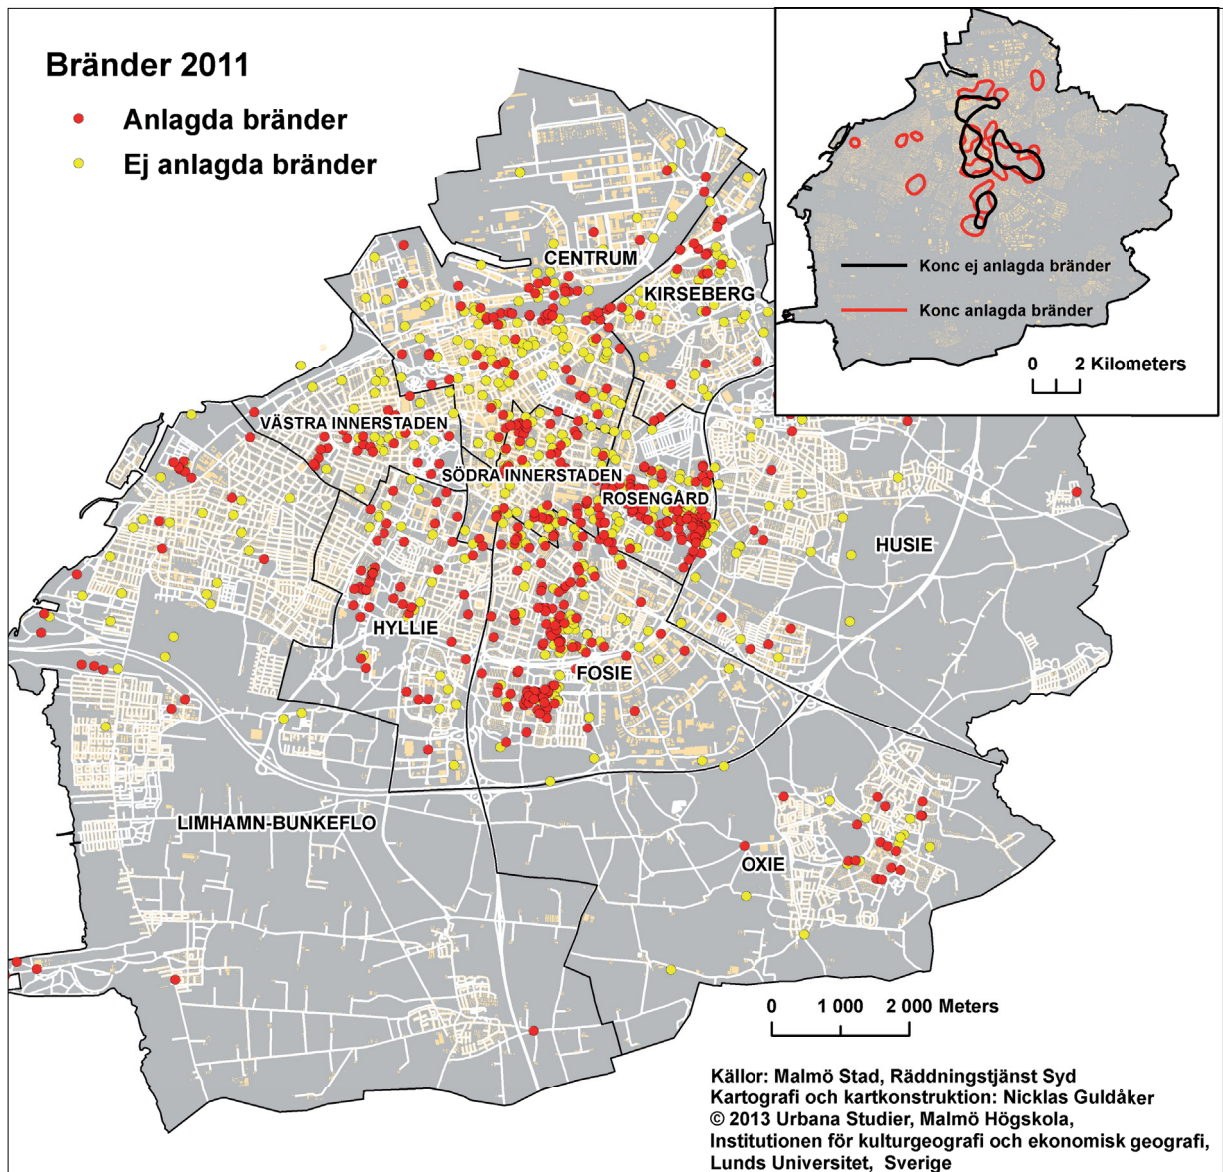 Bränder 2011
Anlagda bränder
Ej anlagda bränder
Konc ej anlagda bränder
Konc anlagda bränder
0 2 Kilometers
CENTRUM
KIRSEBERG
VÄSTRA INNERSTADEN
SÖDRA INNERSTADEN
ROSENGÅRD
HUSIE
HYLLIE
FOSIE
LIMHAMN-BUNKEFLO
OXIE
0 1 000 2 000 Meters
Källor: Malmö Stad, Räddningstjänst Syd
Kartografi och kartkonstruktion: Nicklas Guldåker
© 2013 Urbana Studier, Malmö Högskola,
Institutionen för kulturgeografi och ekonomisk geografi,
Lunds Universitet, Sverige